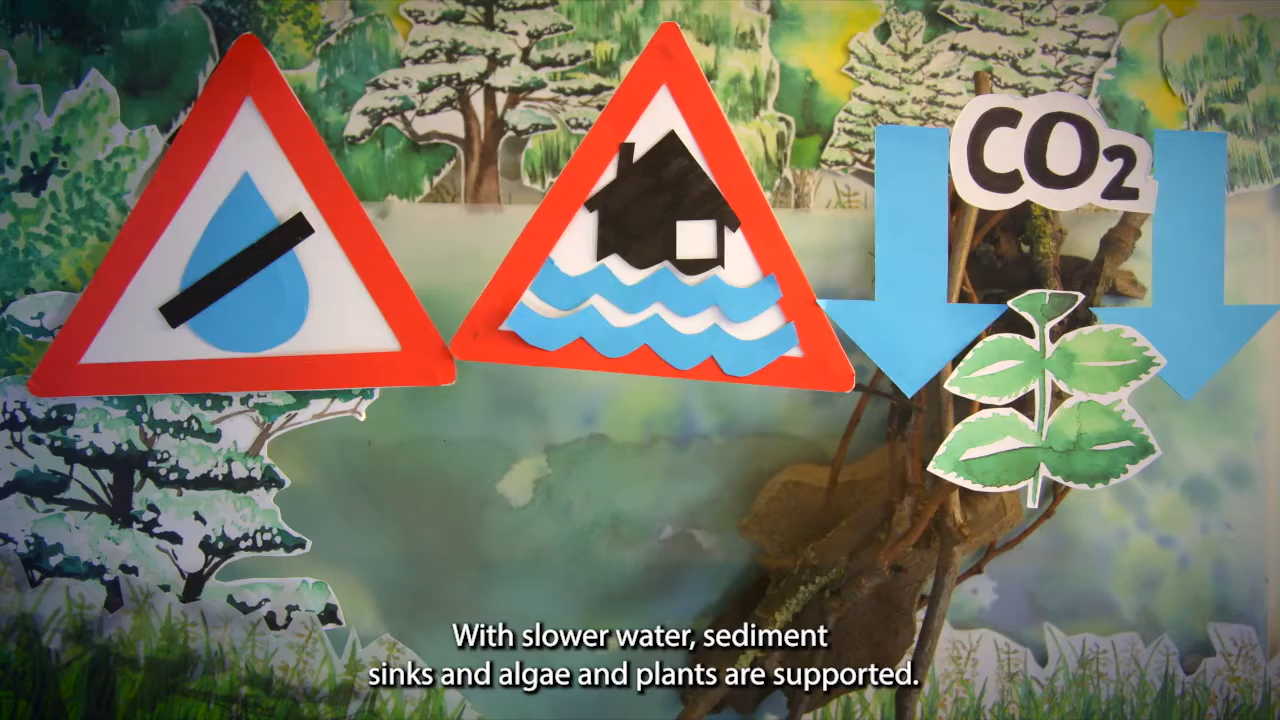 CO2
With slower water, sediment
sinks and algae and plants are supported.